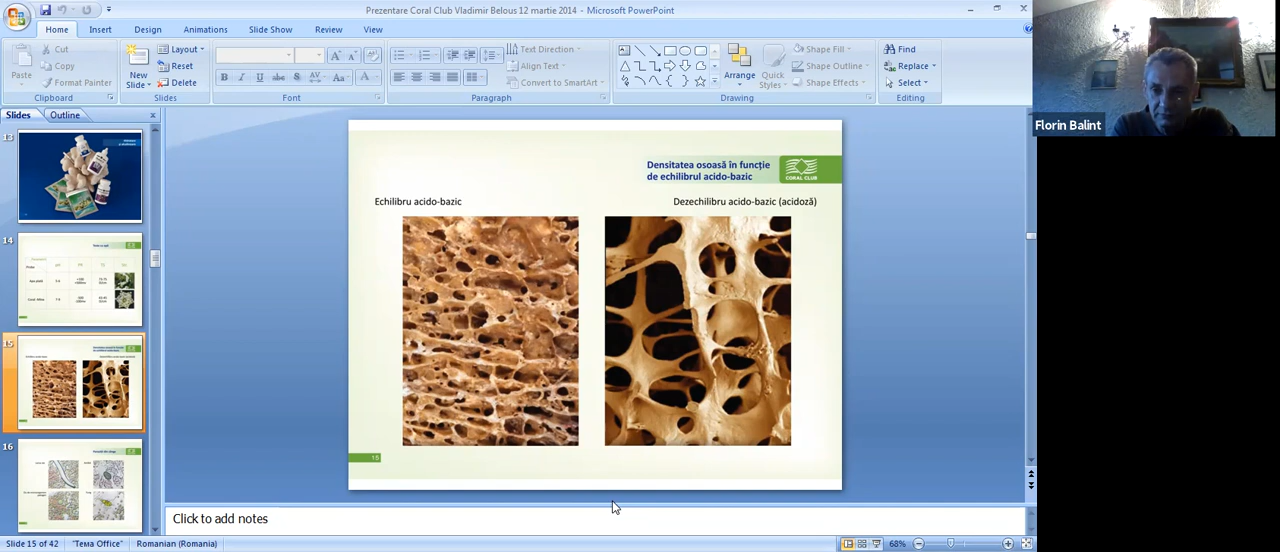 Prezentare Coral Club Vladimir Belous 12 martie 2014 - Microsoft PowerPoint
Home Insert Design Animations Slide Show Review View
Paste
Cut
Copy
Format Painter
Clipboard
New Slide
Layout
Reset
Delete
Slides
B I U S abe AV Aa A
Font
Text Direction
Align Text
Convert to SmartArt
Paragraph
Arrange
Quick Styles
Shape Fill
Shape Outline
Shape Effects
Drawing
Find
Replace
Select
Editing
Florin Balint
Slides Outline
13
14
15
16
Densitatea osoasă în funcție
de echilibrul acido-bazic
CORAL CLUB
Echilibru acido-bazic
Dezechilibru acido-bazic (acidoză)
15
Click to add notes
Slide 15 of 42
"Тема Office"
Romanian (Romania)
68%